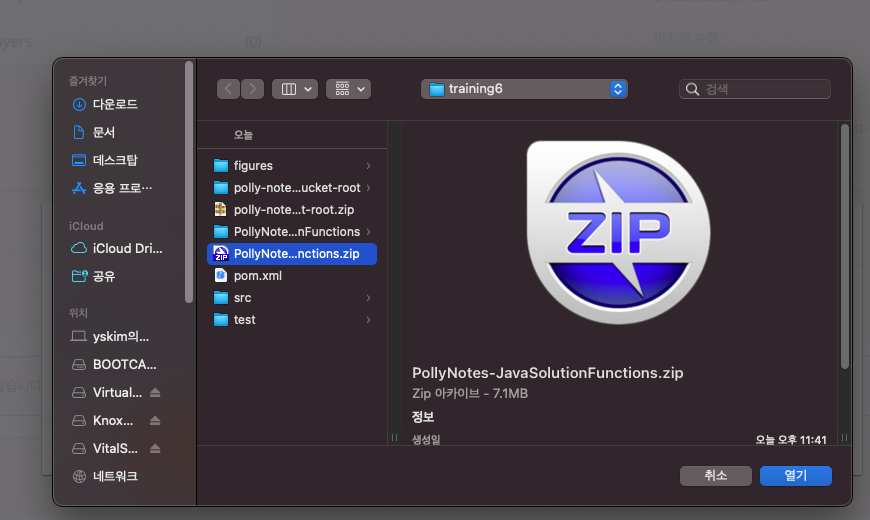 ayers
(0)
즐겨찾기
다운로드
문서
데스크탑
응용 프로···
iCloud
iCloud Dri...
공유
위치
yskim의...
BOOTCA...
Virtual...
Knox...
VitalS...
네트워크
training6
검색
오늘
figures
polly-note...ucket-root
polly-note...t-root.zip
PollyNote...nFunctions
PollyNote...nctions.zip
pom.xml
src
test
ZIP
PollyNotes-JavaSolutionFunctions.zip
Zip 아카이브 - 7.1MB
정보
생성일 오늘 오후 11:41
취소
열기